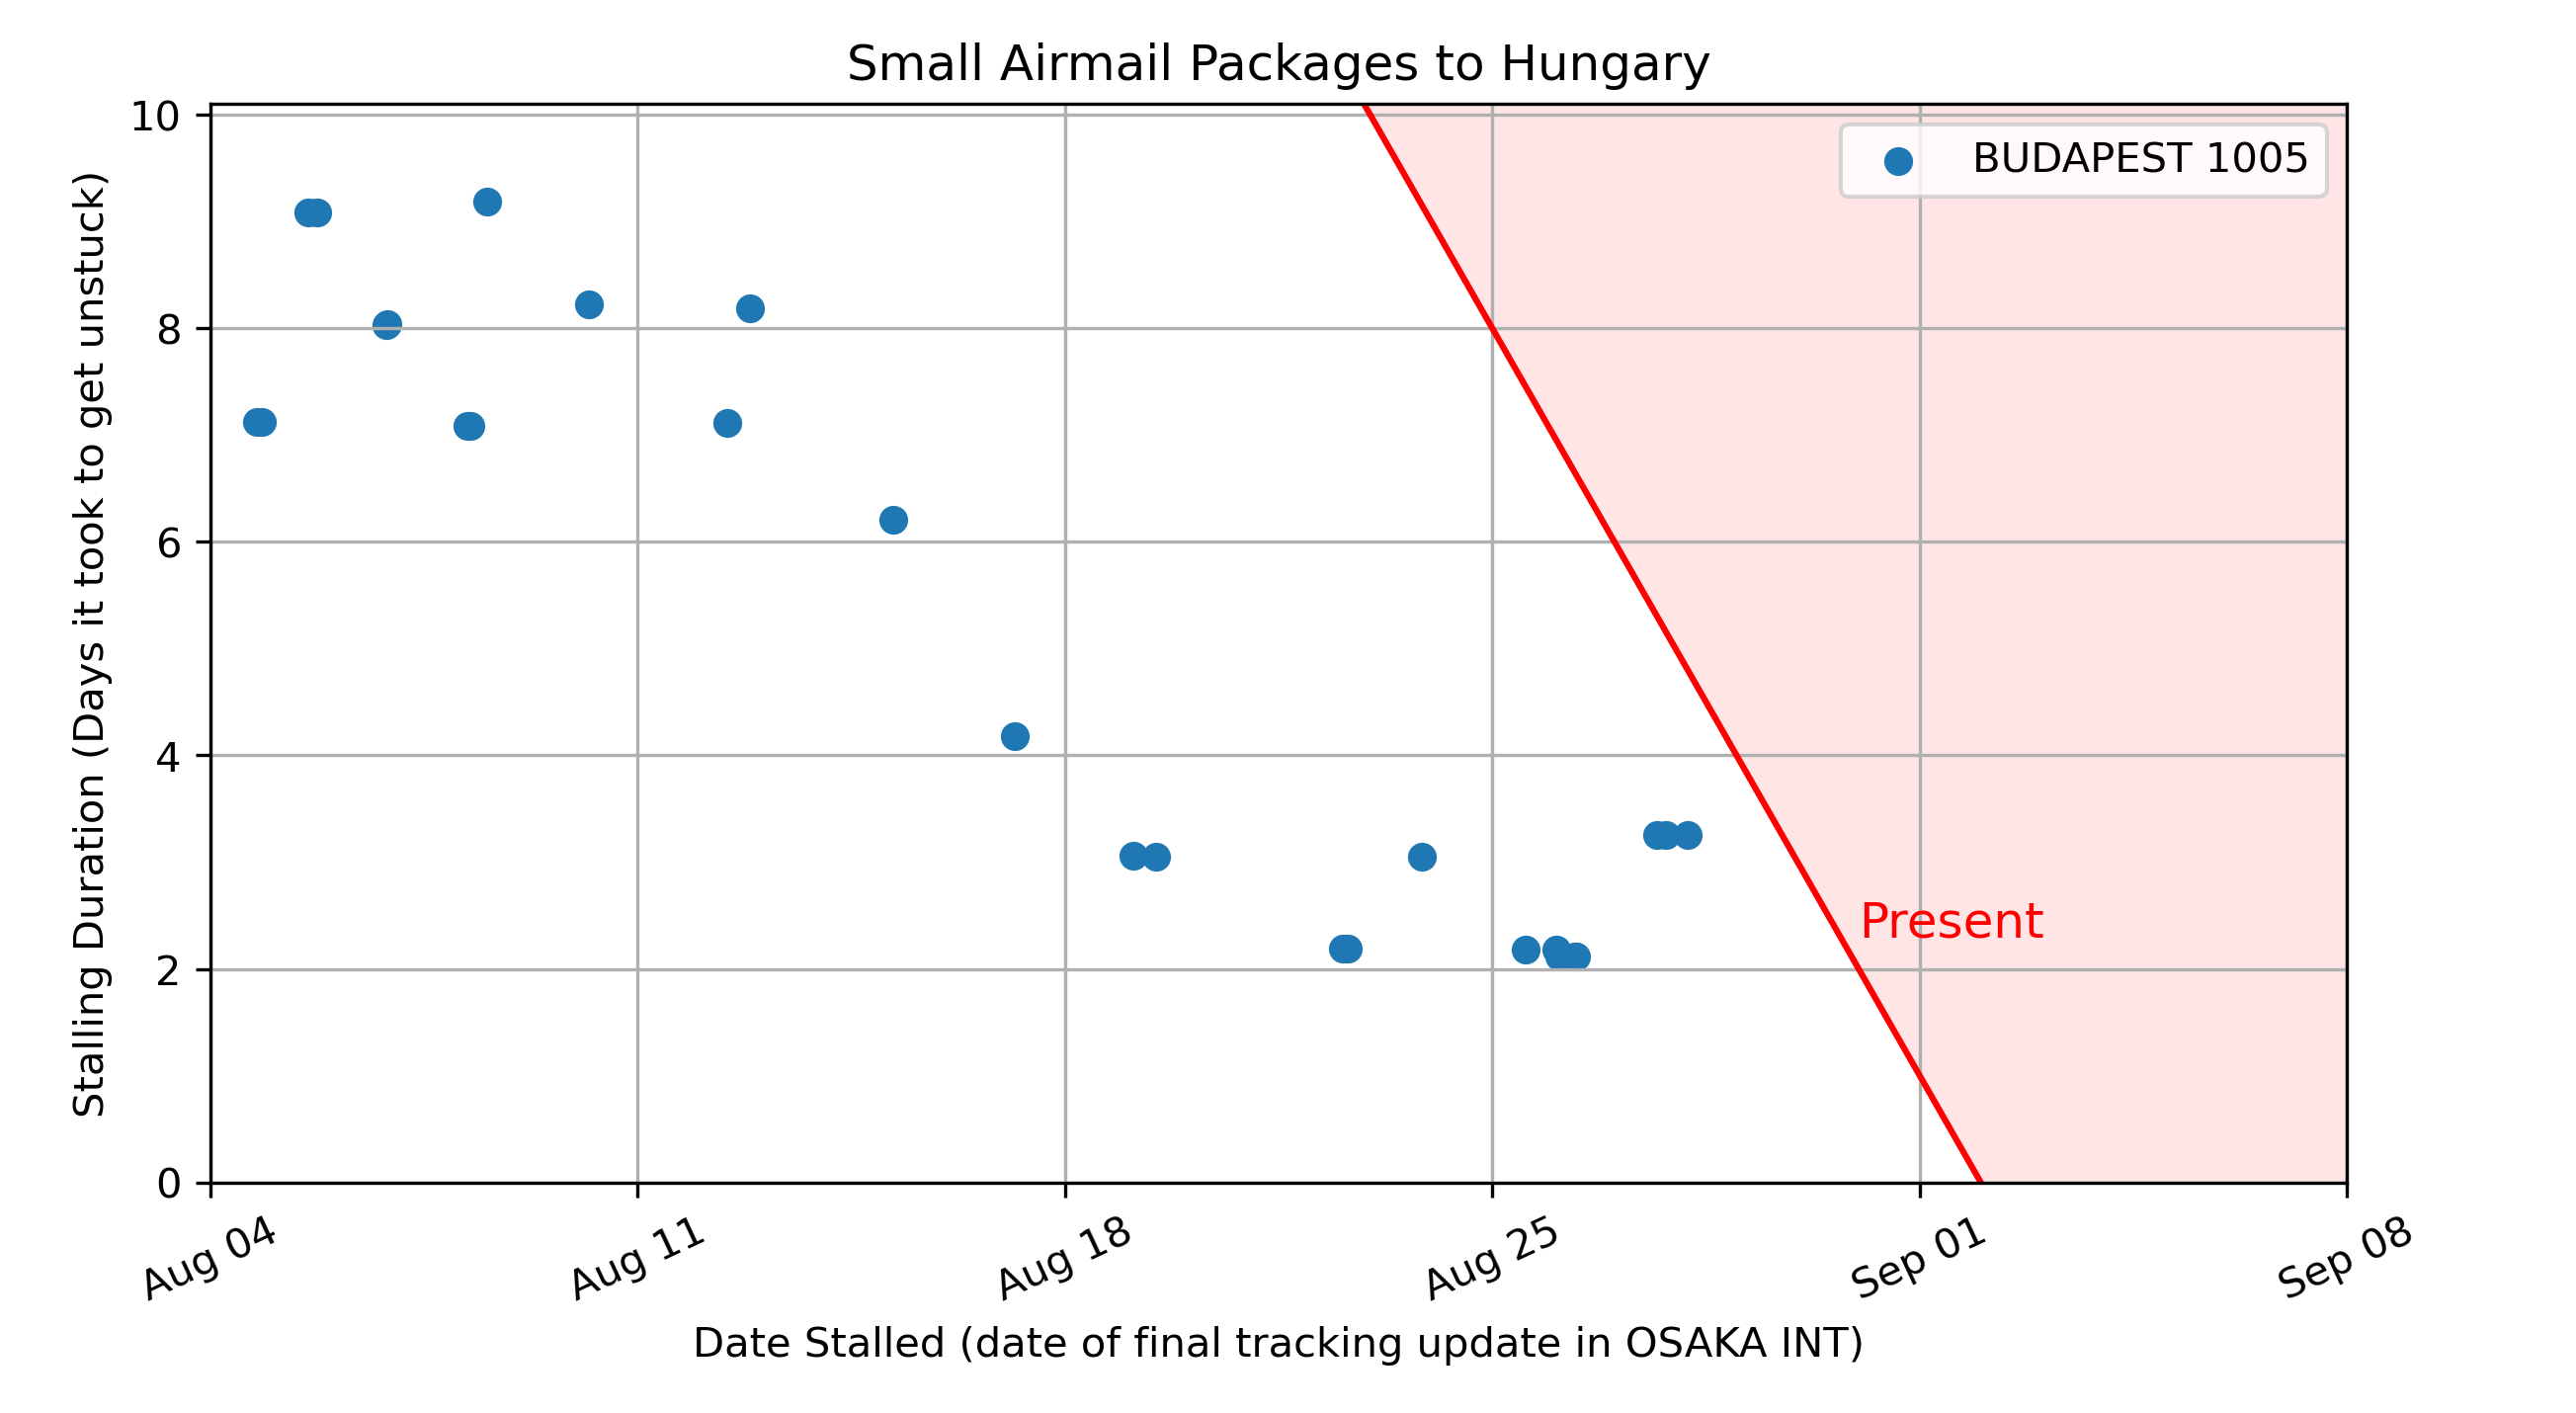 Small Airmail Packages to Hungary
BUDAPEST 1005
Stalling Duration (Days it took to get unstuck)
10
8
6
4
2
0
Present
Aug 04
Aug 11
Aug 18
Aug 25
Sep 01
Sep 08
Date Stalled (date of final tracking update in OSAKA INT)